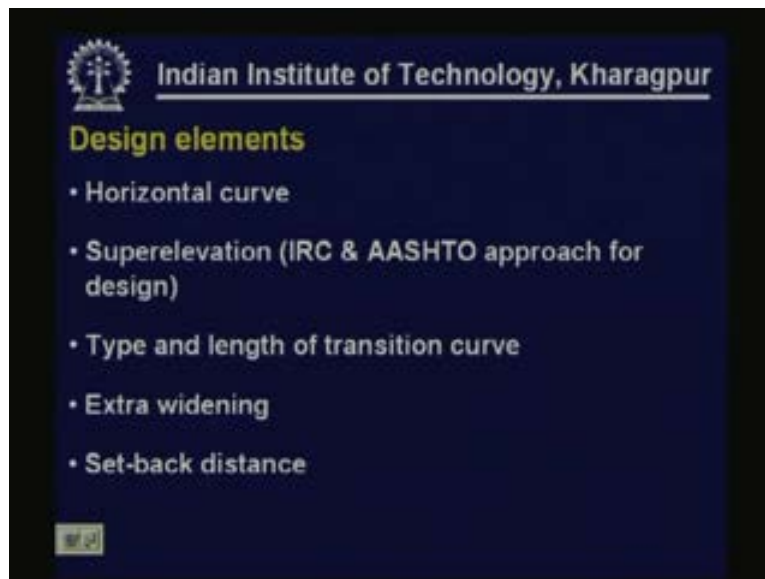 Indian Institute of Technology, Kharagpur
Design elements
• Horizontal curve
• Superelevation (IRC & AASHTO approach for
design)
• Type and length of transition curve
• Extra widening
• Set-back distance